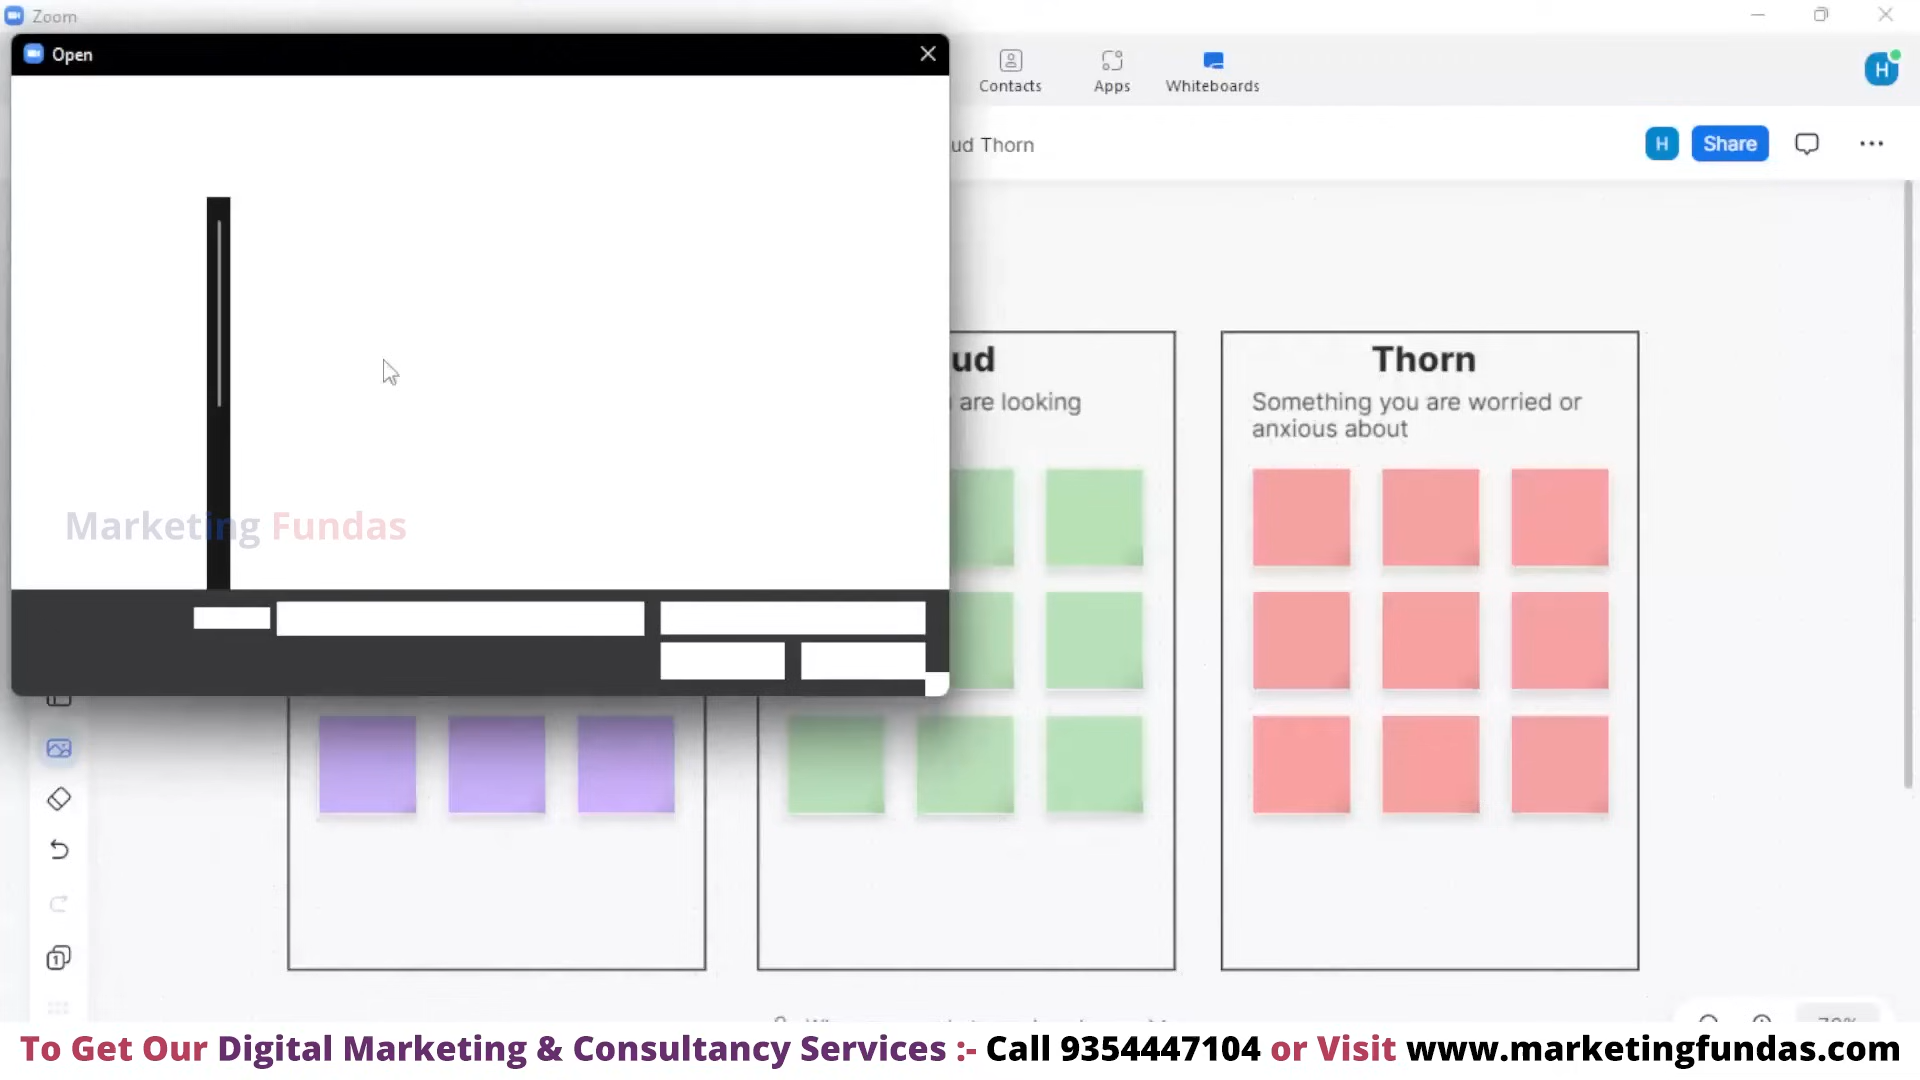 Zoom
Open
Contacts
Apps
Whiteboards
H
ud Thorn
H
Share
ud
are looking
Thorn
Something you are worried or
anxious about
Marketing Fundas
1
To Get Our Digital Marketing & Consultancy Services :- Call 9354447104 or Visit www.marketingfundas.com